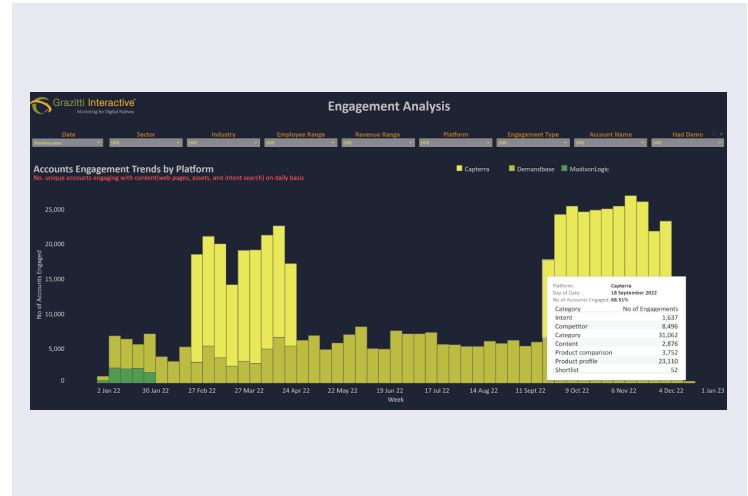 Grazitti Interactive®
Marketing for Digital Natives
Engagement Analysis
Date Sector Industry Employee Range Revenue Range Platform Engagement Type Account Name Had Demo
Previous year (All) (All) (All) (All) (All) (All) (All) (All)
Accounts Engagement Trends by Platform
No. unique accounts engaging with content(web pages, assets, and intent search) on daily basis
Capterra Demandbase MadisonLogic
No of Accounts Engaged
25,000
20,000
15,000
10,000
5,000
0
Platform: Capterra
Day of Date: 18 September 2022
No of Accounts Engaged: 68.51%
Category No of Engagements
Intent 1,637
Competitor 8,496
Category 31,062
Content 2,876
Product comparison 3,752
Product profile 23,110
Shortlist 52
2 Jan 22 30 Jan 22 27 Feb 22 27 Mar 22 24 Apr 22 22 May 22 19 Jun 22 17 Jul 22 14 Aug 22 11 Sept 22 9 Oct 22 6 Nov 22 4 Dec 22 1 Jan 23
Week